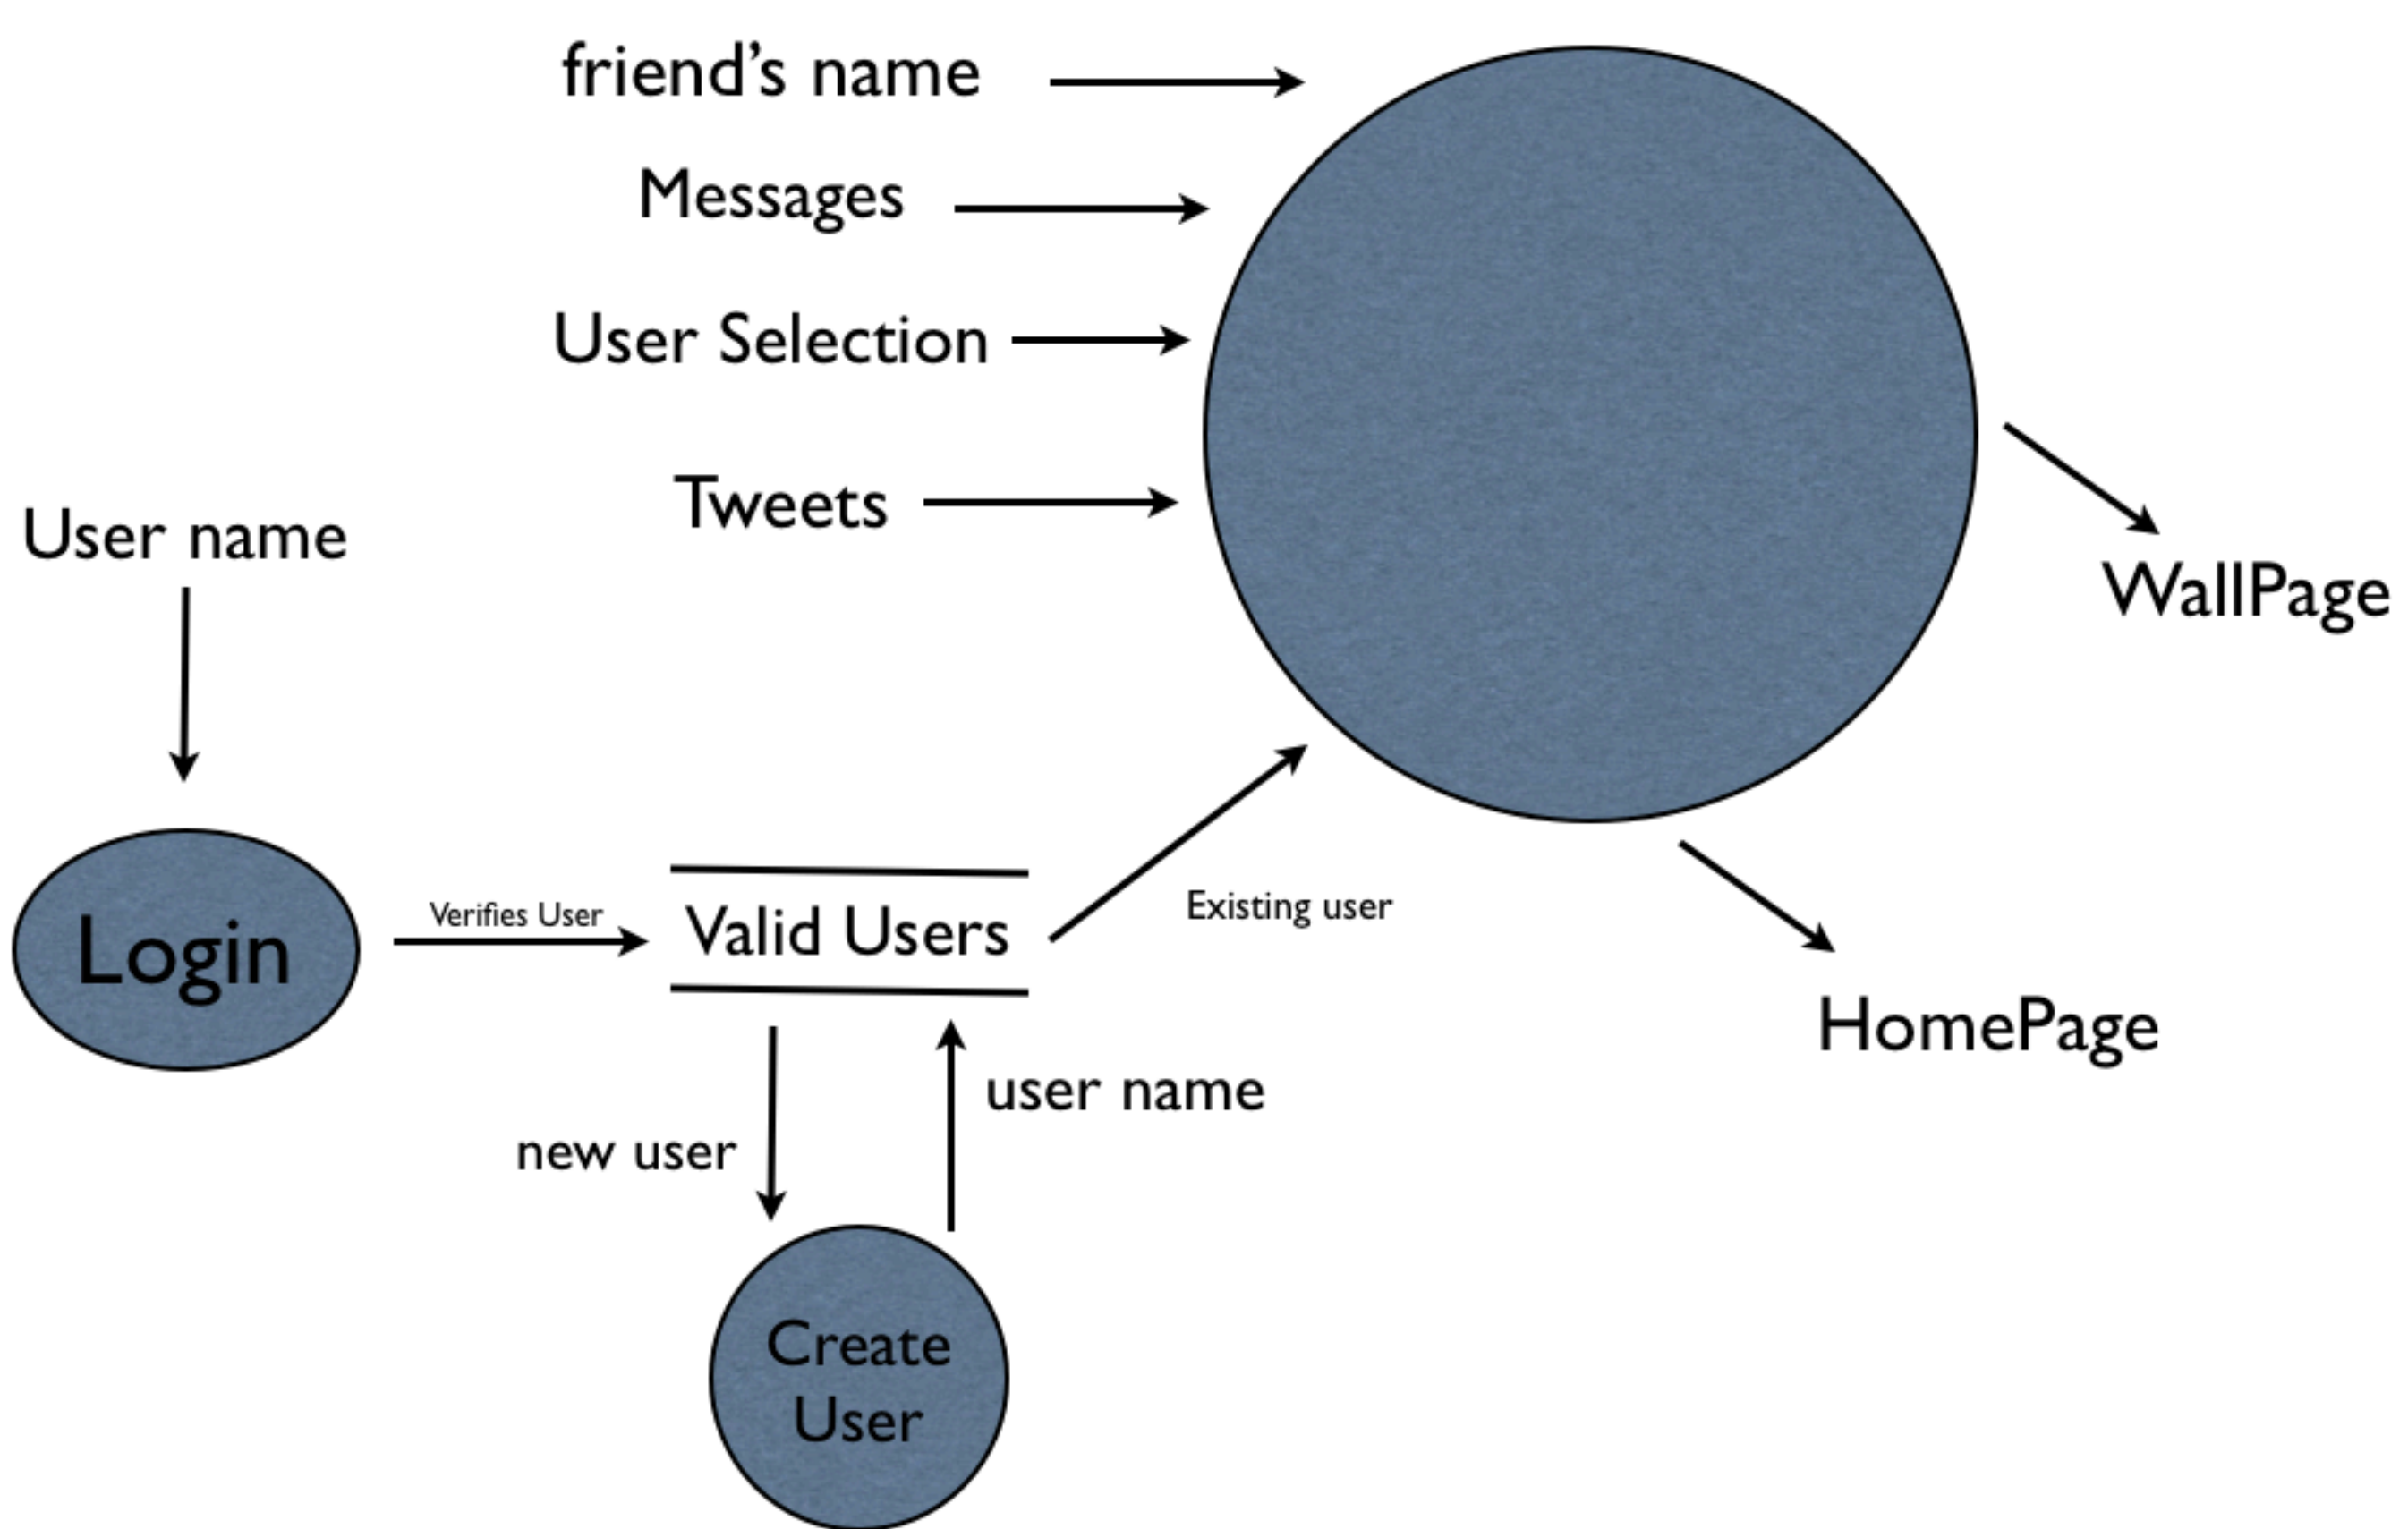 friend’s name
Messages
User Selection
Tweets
User name
WallPage
Login
Verifies User
Valid Users
Existing user
HomePage
user name
new user
Create
User